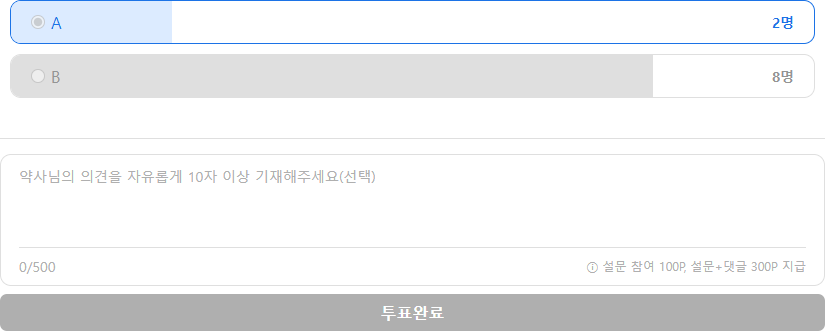 A 2명
B 8명
약사님의 의견을 자유롭게 10자 이상 기재해주세요(선택)
0/500 ⓘ 설문 참여 100P, 설문+댓글 300P 지급
투표완료